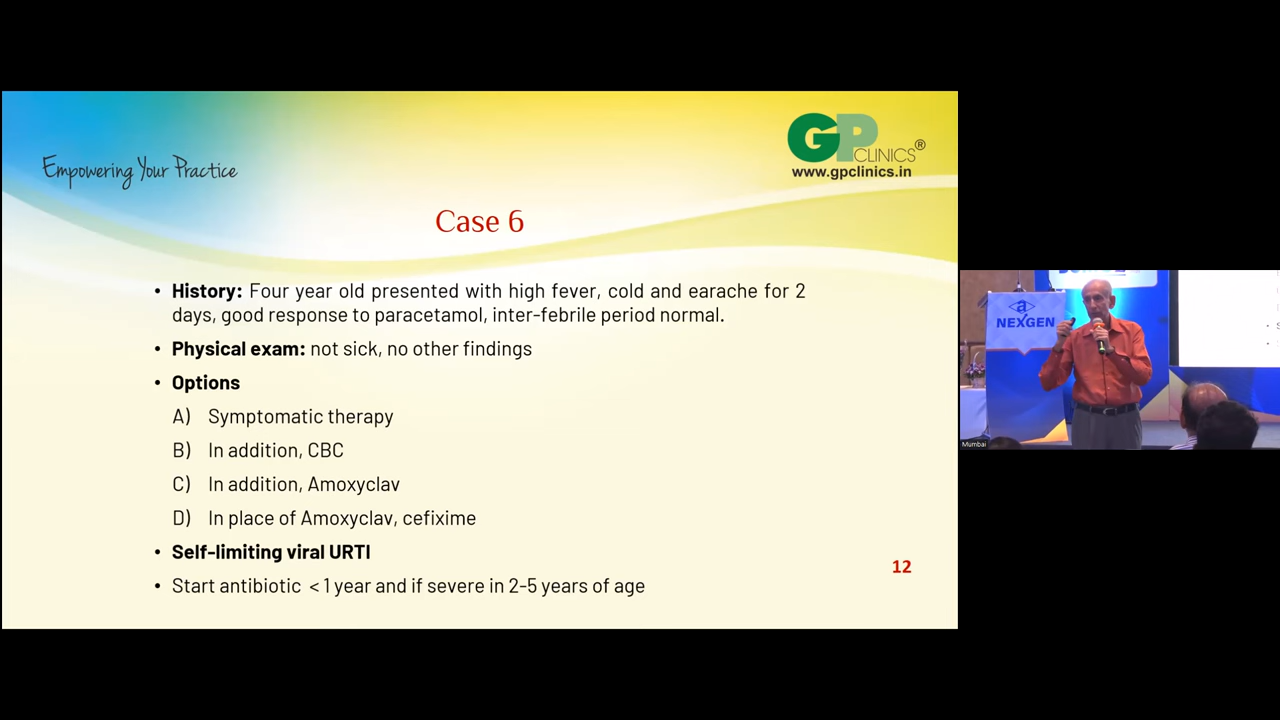 Empowering Your Practice
GP
CLINICS®
www.gpclinics.in
Case 6
• History: Four year old presented with high fever, cold and earache for 2
days, good response to paracetamol, inter-febrile period normal.
• Physical exam: not sick, no other findings
• Options
A) Symptomatic therapy
B) In addition, CBC
C) In addition, Amoxyclav
D) In place of Amoxyclav, cefixime
• Self-limiting viral URTI
• Start antibiotic < 1 year and if severe in 2-5 years of age
12
a
NEXGEN
Mumbai